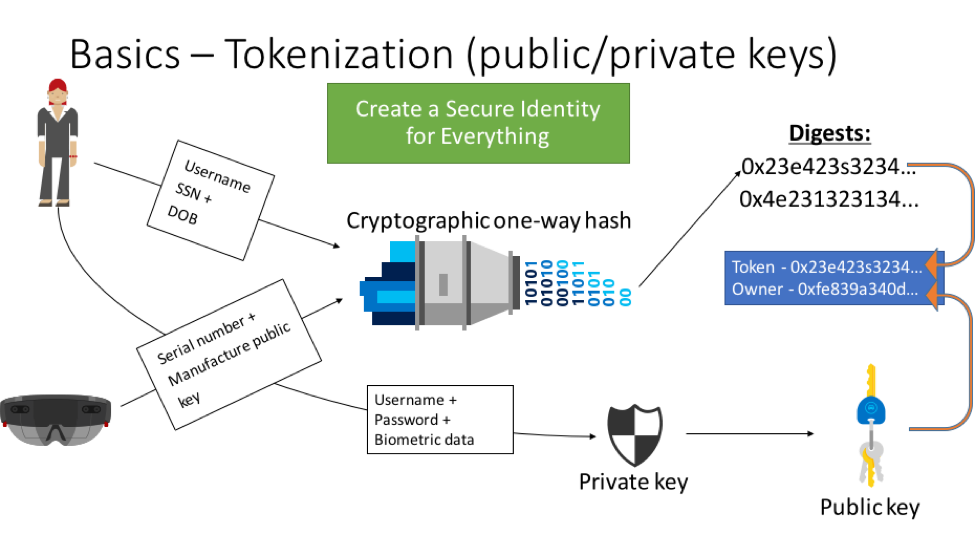 Basics – Tokenization (public/private keys)
Create a Secure Identity
for Everything
Digests:
0x23e423s3234...
0x4e231323134...
Username
SSN +
DOB
Cryptographic one-way hash
10101
01010
00100
11011
0101
010
00
Token - 0x23e423s3234...
Owner - 0xfe839a340d...
Serial number +
Manufacture public
key
Username +
Password +
Biometric data
Private key
Public key